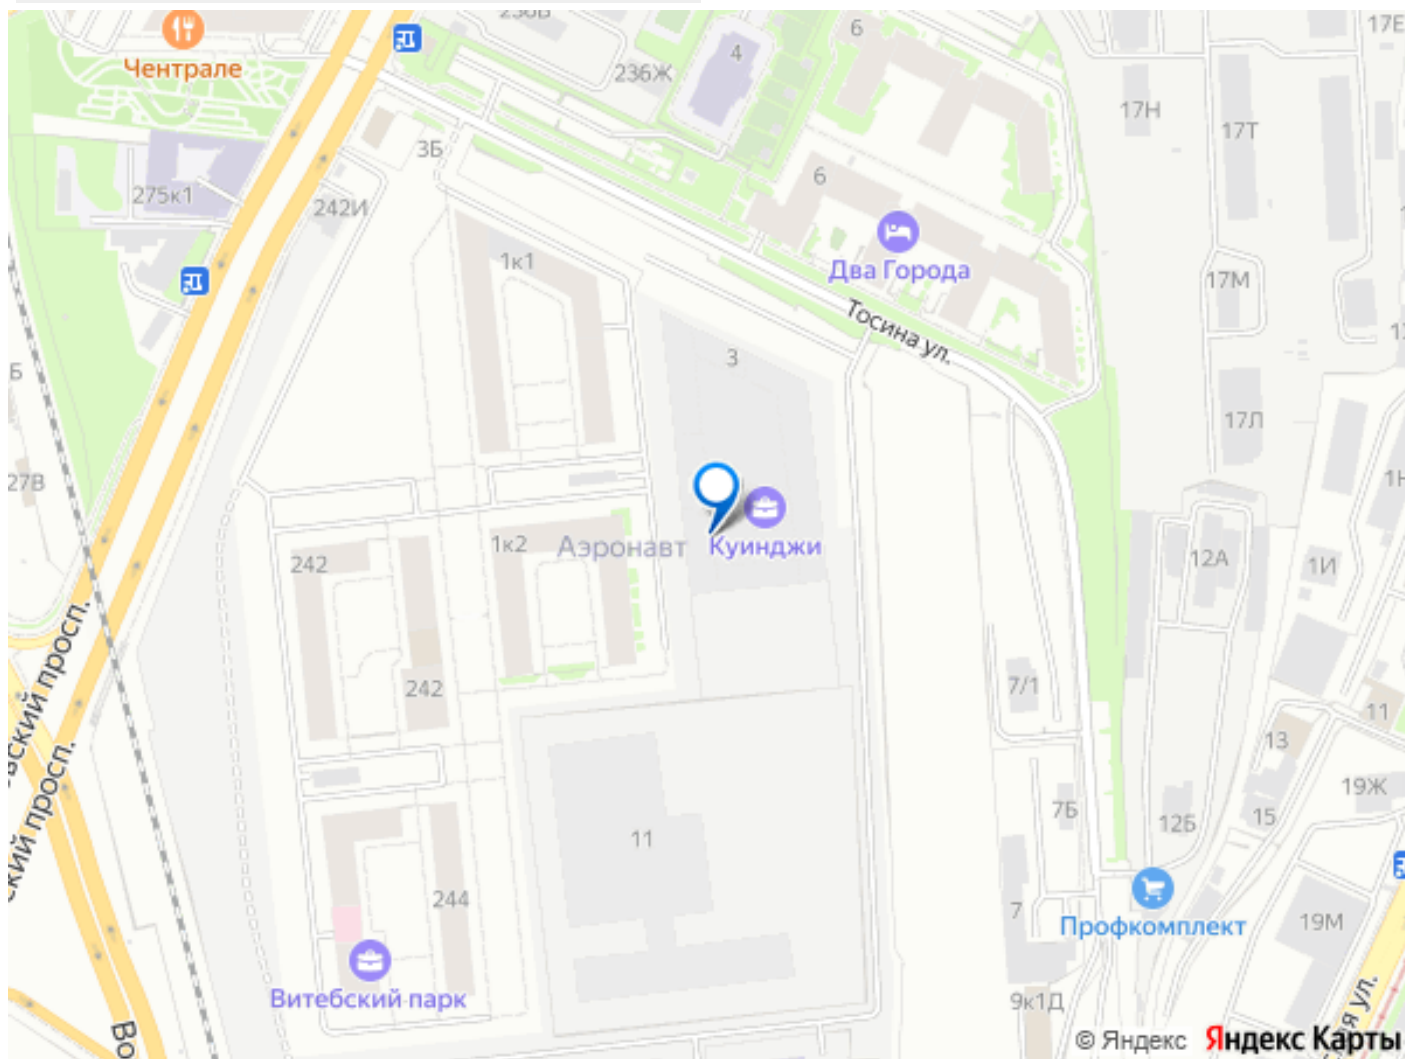 236В
17Е
6
Чентрале
4
236Ж
17Н
17Т
3Б
275к1
242И
6
1к1
Два Города
17М
Тосина ул.
3
17Л
27В
1к2
Аэронавт
Куинджи
242
12А
1И
242
7/1
11
13
19Ж
15
7Б
12Б
11
244
7
Профкомплект
19М
Витебский парк
9к1Д
просп.
ский просп.
© Яндекс
Яндекс Карты